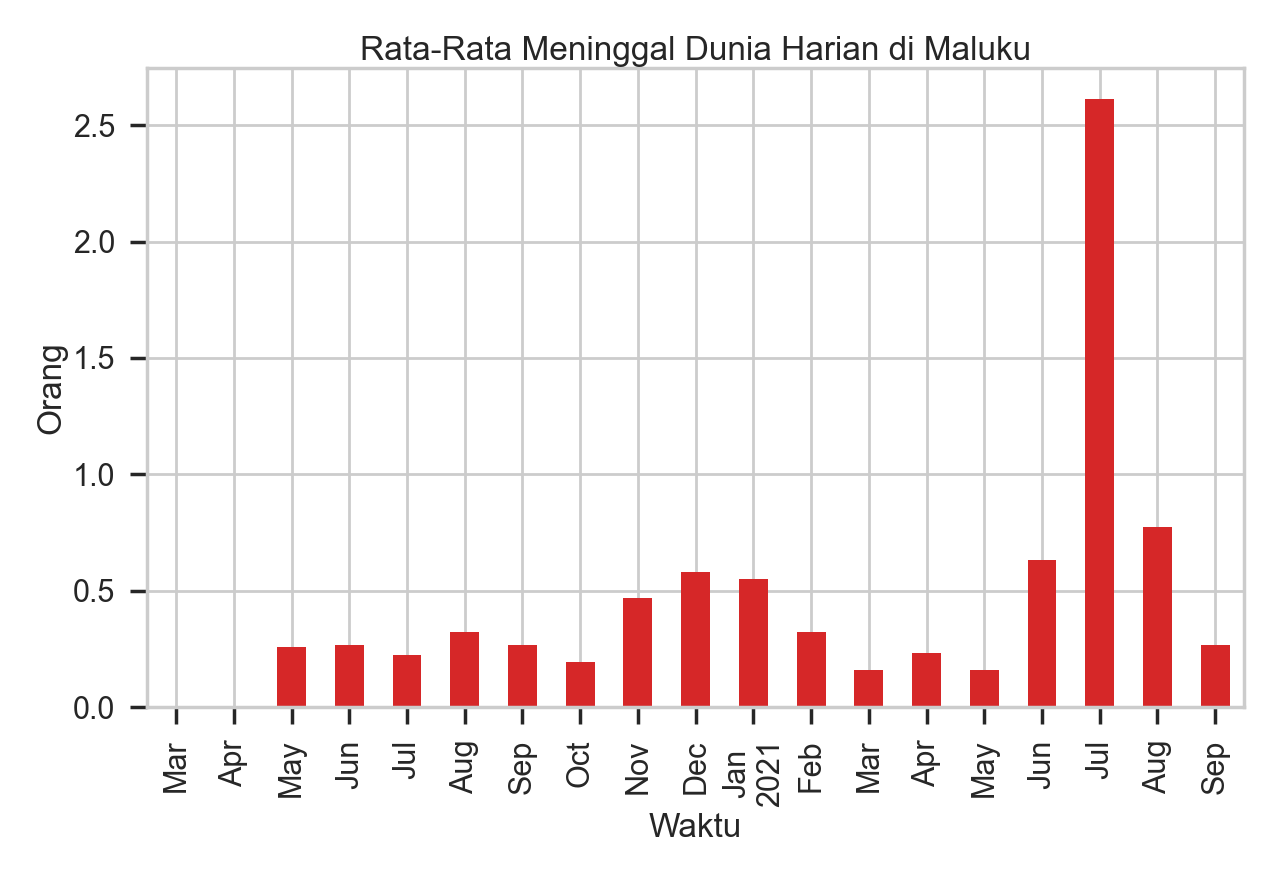 Rata-Rata Meninggal Dunia Harian di Maluku
2.5
2.0
1.5
1.0
0.5
0.0
Orang
Mar
Apr
May
Jun
Jul
Aug
Sep
Oct
Nov
Dec
Jan
2021
Feb
Mar
Apr
May
Jun
Jul
Aug
Sep
Waktu